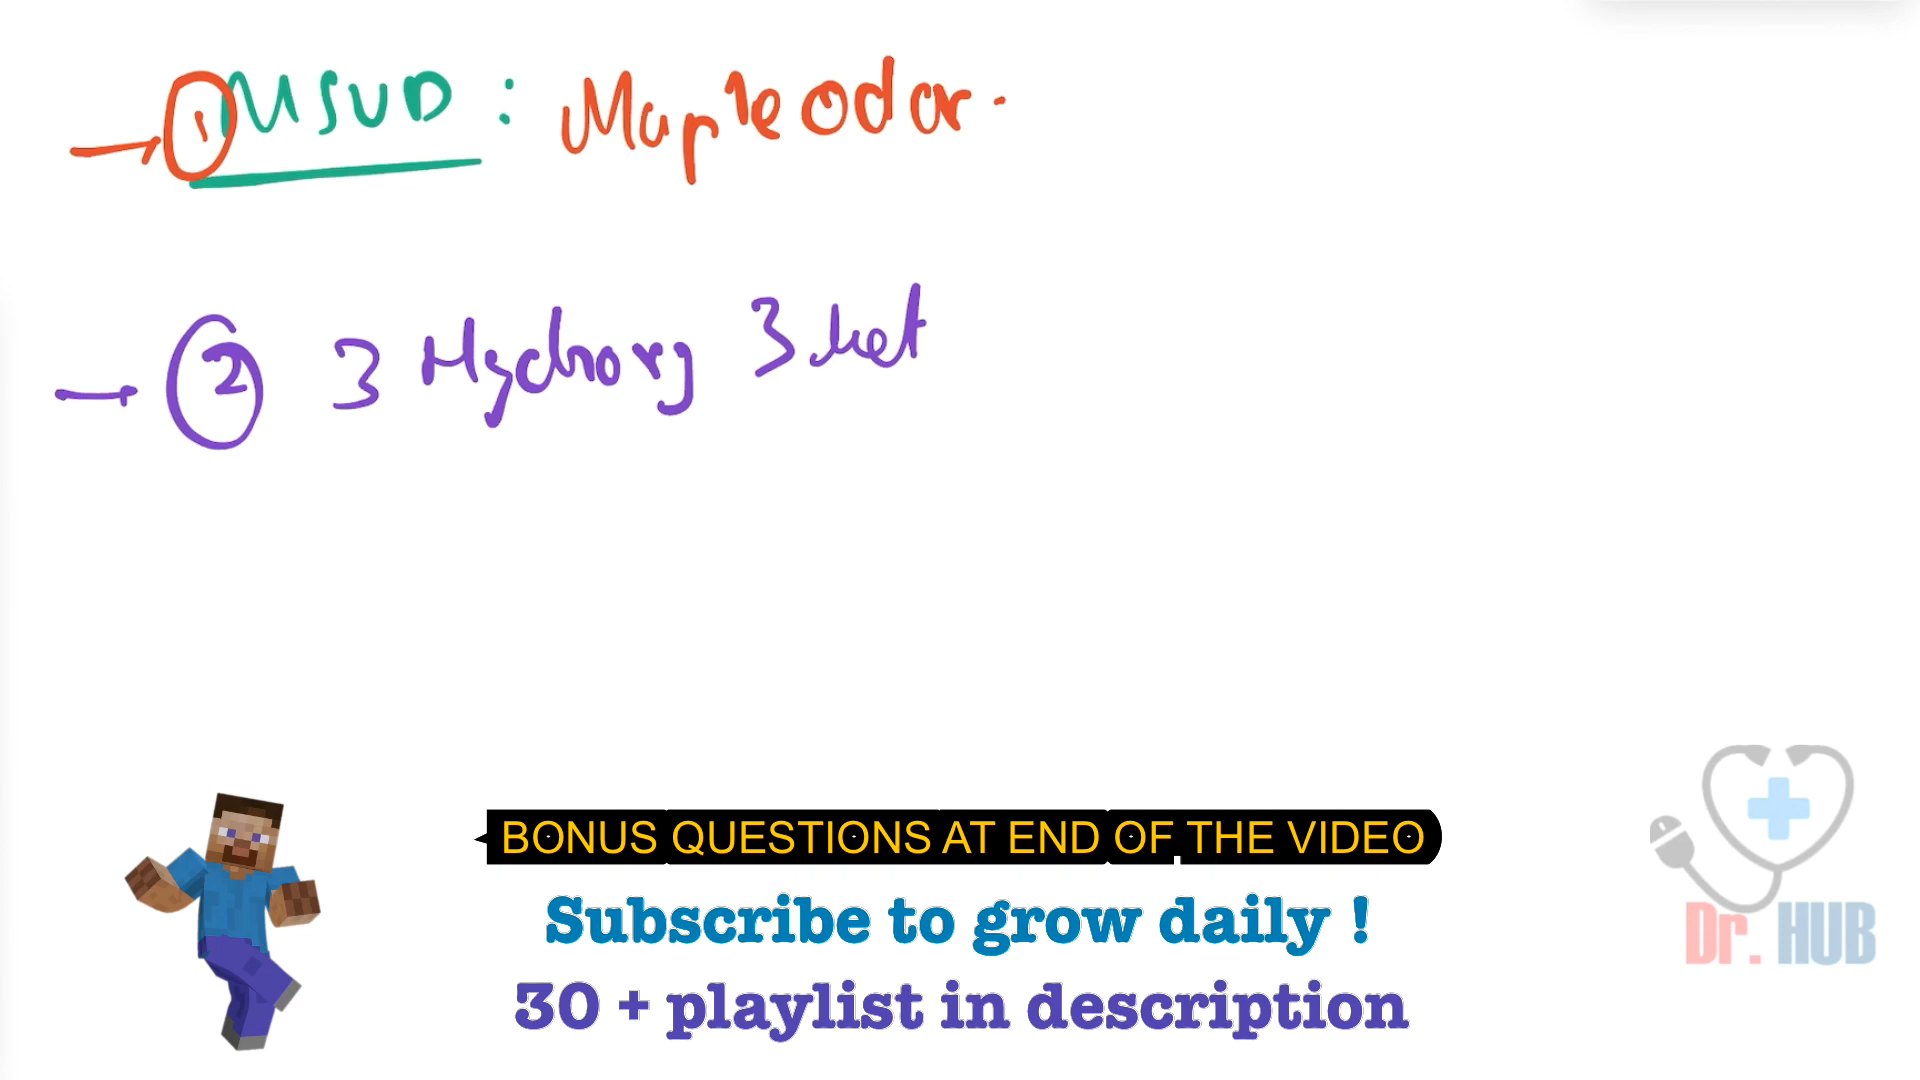 → ① MSUD : Maple odor.
→ ② 3 Hydroxy 3 ket
BONUS QUESTIONS AT END OF THE VIDEO
Subscribe to grow daily !
30 + playlist in description
Dr. HUB